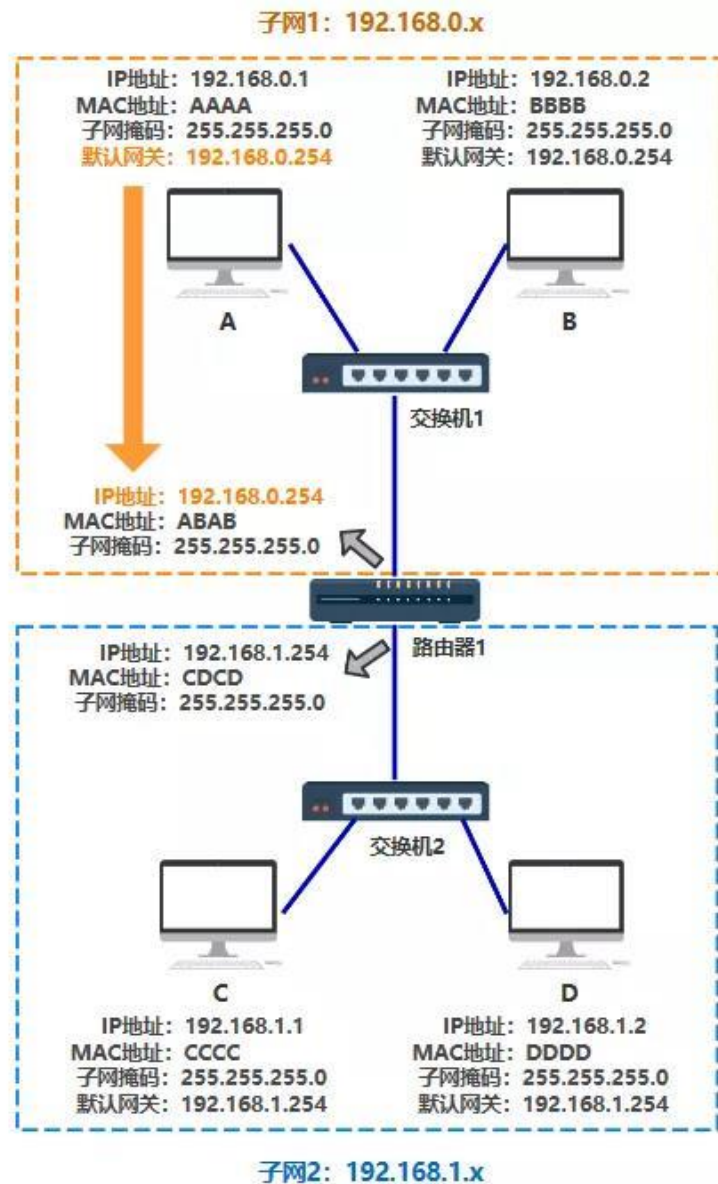 子网1：192.168.0.x
IP地址：192.168.0.1
MAC地址：AAAA
子网掩码：255.255.255.0
默认网关：192.168.0.254
IP地址：192.168.0.2
MAC地址：BBBB
子网掩码：255.255.255.0
默认网关：192.168.0.254
A
B
交换机1
IP地址：192.168.0.254
MAC地址：ABAB
子网掩码：255.255.255.0
路由器1
IP地址：192.168.1.254
MAC地址：CDCD
子网掩码：255.255.255.0
交换机2
C
D
IP地址：192.168.1.1
MAC地址：CCCC
子网掩码：255.255.255.0
默认网关：192.168.1.254
IP地址：192.168.1.2
MAC地址：DDDD
子网掩码：255.255.255.0
默认网关：192.168.1.254
子网2：192.168.1.x